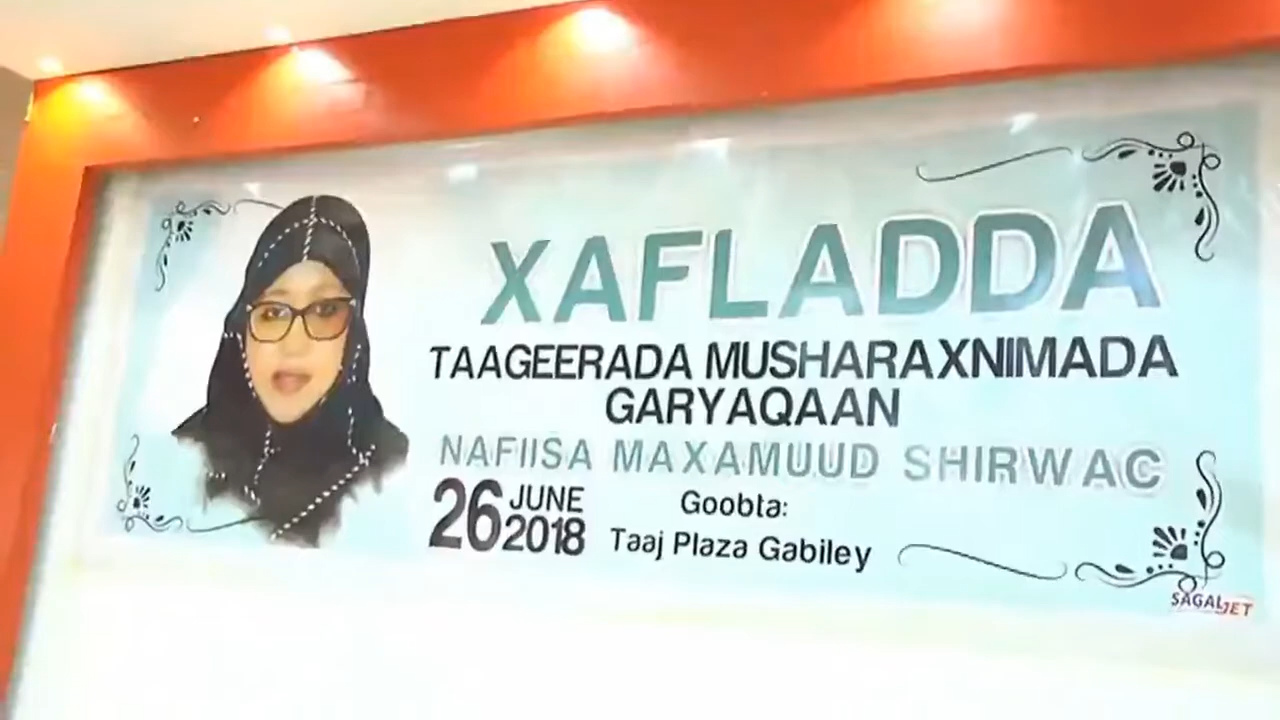 XAFLADDA
TAAGEERADA MUSHARAXNIMADA
GARYAQAAN
NAFIISA MAXAMUUD SHIRWAC
26 JUNE 2018
Goobta:
Taaj Plaza Gabiley
SAGALJET